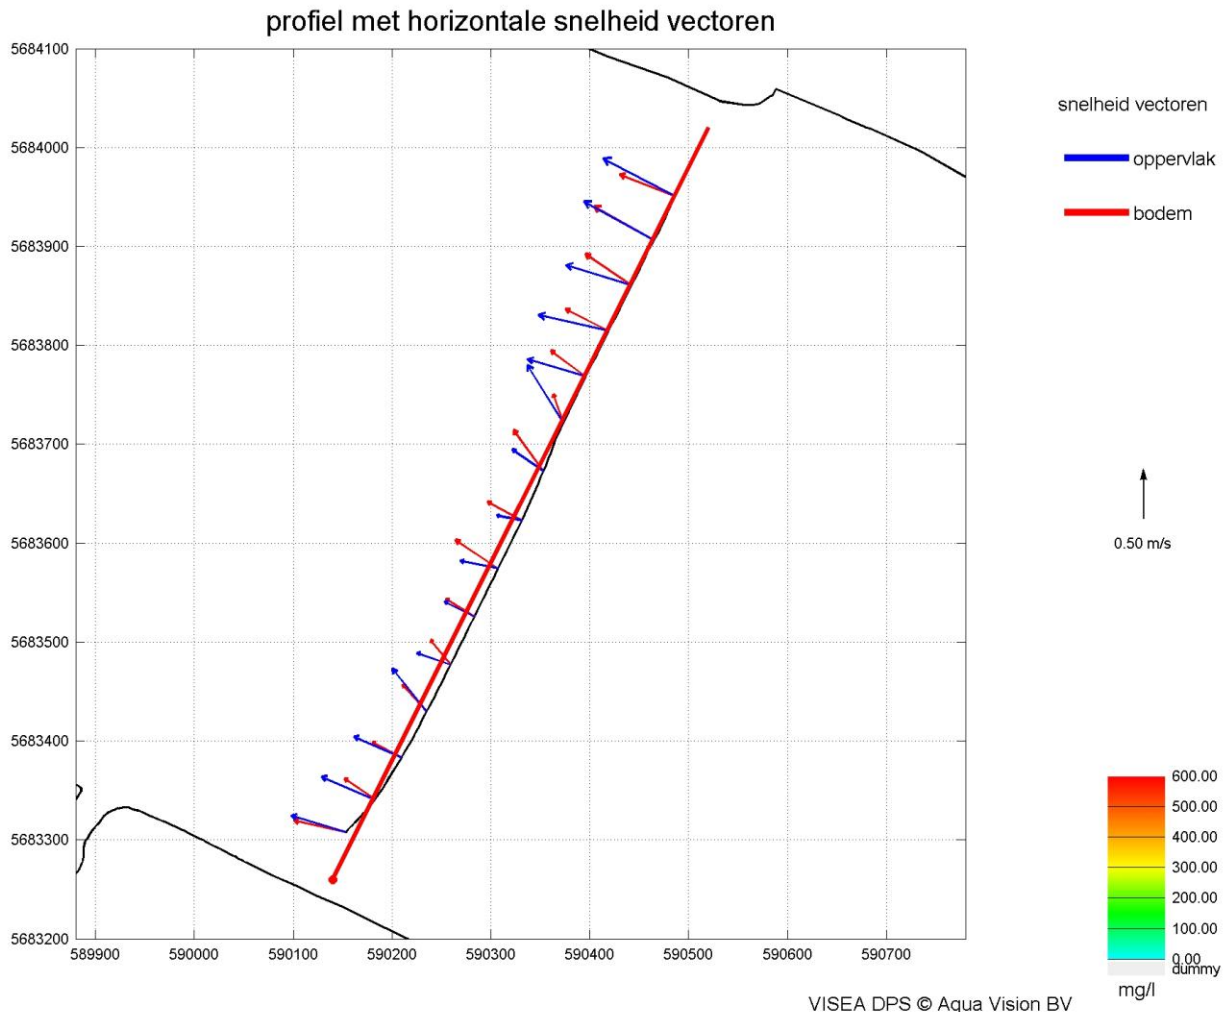 profiel met horizontale snelheid vectoren
5684100
5684000
5683900
5683800
5683700
5683600
5683500
5683400
5683300
5683200
589900 590000 590100 590200 590300 590400 590500 590600 590700
snelheid vectoren
oppervlak
bodem
0.50 m/s
600.00
500.00
400.00
300.00
200.00
100.00
0.00
dummy
mg/l
VISEA DPS © Aqua Vision BV